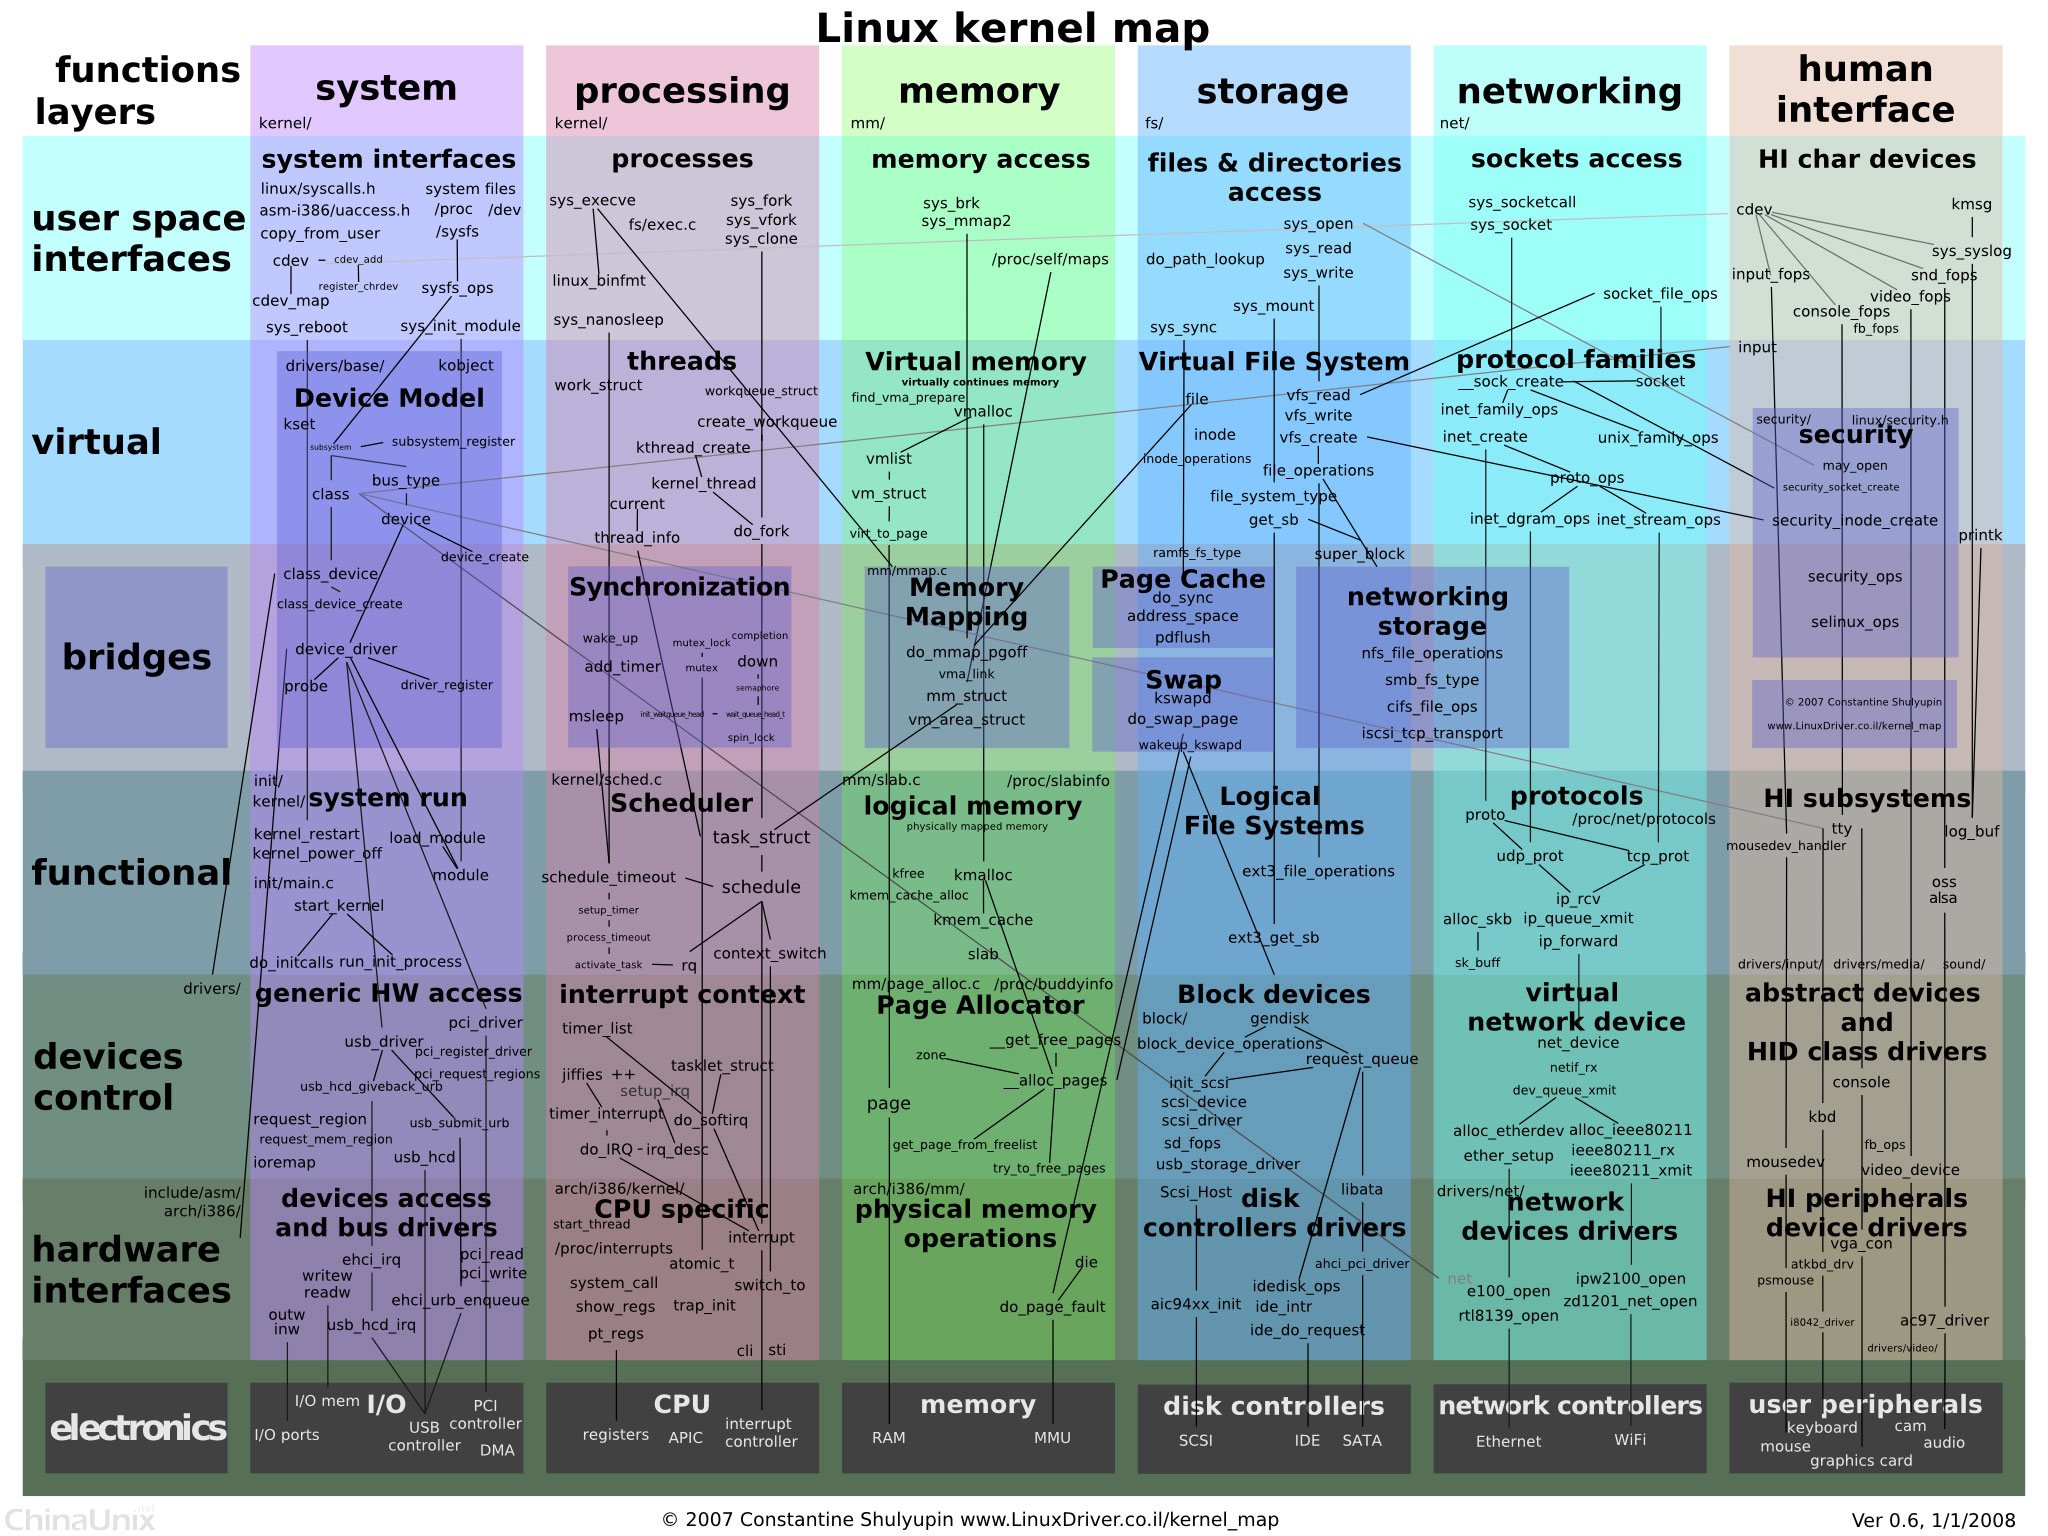 Linux kernel map
functions
layers
system
kernel/
processing
kernel/
memory
mm/
storage
fs/
networking
net/
human
interface
user space
interfaces
system interfaces
linux/syscalls.h
system files
asm-i386/uaccess.h
/proc
/dev
copy_from_user
/sysfs
cdev
cdev_add
register_chrdev
sysfs_ops
cdev_map
sys_reboot
sys_init_module
processes
sys_execve
sys_fork
fs/exec.c
sys_vfork
sys_clone
linux_binfmt
sys_nanosleep
memory access
sys_brk
sys_mmap2
/proc/self/maps
files & directories
access
sys_open
sys_read
do_path_lookup
sys_write
sys_mount
sys_sync
sockets access
sys_socketcall
sys_socket
socket_file_ops
HI char devices
cdev
kmsg
sys_syslog
input_fops
snd_fops
video_fops
console_fops
fb_fops
virtual
drivers/base/
kobject
Device Model
kset
subsystem
subsystem_register
bus_type
class
device
device_create
threads
work_struct
workqueue_struct
create_workqueue
kthread_create
kernel_thread
current
do_fork
thread_info
Virtual memory
virtually continues memory
find_vma_prepare
vmalloc
vmlist
vm_struct
virt_to_page
Virtual File System
vfs_read
file
vfs_write
inode
vfs_create
inode_operations
file_operations
file_system_type
get_sb
ramfs_fs_type
super_block
protocol families
__sock_create
socket
inet_family_ops
inet_create
unix_family_ops
proto_ops
inet_dgram_ops
inet_stream_ops
input
security/
linux/security.h
security
may_open
security_socket_create
security_inode_create
printk
bridges
class_device
class_device_create
device_driver
probe
driver_register
Synchronization
wake_up
mutex_lock
completion
add_timer
mutex
down
semaphore
msleep
init_waitqueue_head
wait_queue_head_t
spin_lock
mm/mmap.c
Memory
Mapping
do_mmap_pgoff
vma_link
mm_struct
vm_area_struct
Page Cache
do_sync
address_space
pdflush
Swap
kswapd
do_swap_page
wakeup_kswapd
networking
storage
nfs_file_operations
smb_fs_type
cifs_file_ops
iscsi_tcp_transport
security_ops
selinux_ops
© 2007 Constantine Shulyupin
www.LinuxDriver.co.il/kernel_map
functional
init/
kernel/
system run
kernel_restart
load_module
kernel_power_off
module
init/main.c
start_kernel
do_initcalls
run_init_process
kernel/sched.c
Scheduler
task_struct
schedule_timeout
schedule
setup_timer
process_timeout
context_switch
activate_task
rq
mm/slab.c
/proc/slabinfo
logical memory
physically mapped memory
kfree
kmalloc
kmem_cache_alloc
kmem_cache
slab
Logical
File Systems
ext3_file_operations
ext3_get_sb
protocols
proto
/proc/net/protocols
udp_prot
tcp_prot
ip_rcv
alloc_skb
ip_queue_xmit
ip_forward
sk_buff
HI subsystems
tty
log_buf
mousedev_handler
oss
alsa
drivers/input/
drivers/media/
sound/
devices
control
drivers/
generic HW access
pci_driver
usb_driver
pci_register_driver
pci_request_regions
usb_hcd_giveback_urb
request_region
usb_submit_urb
request_mem_region
usb_hcd
ioremap
interrupt context
timer_list
tasklet_struct
jiffies ++
setup_irq
timer_interrupt
do_softirq
do_IRQ
irq_desc
mm/page_alloc.c
/proc/buddyinfo
Page Allocator
__get_free_pages
zone
__alloc_pages
page
get_page_from_freelist
try_to_free_pages
Block devices
block/
gendisk
block_device_operations
request_queue
init_scsi
scsi_device
scsi_driver
sd_fops
usb_storage_driver
virtual
network device
net_device
netif_rx
dev_queue_xmit
alloc_etherdev
alloc_ieee80211
ether_setup
ieee80211_rx
ieee80211_xmit
abstract devices
and
HID class drivers
console
kbd
fb_ops
mousedev
video_device
hardware
interfaces
include/asm/
arch/i386/
devices access
and bus drivers
ehci_irq
pci_read
pci_write
writew
readw
ehci_urb_enqueue
outw
inw
usb_hcd_irq
arch/i386/kernel/
CPU specific
start_thread
interrupt
/proc/interrupts
atomic_t
system_call
switch_to
show_regs
trap_init
pt_regs
cli
sti
arch/i386/mm/
physical memory
operations
die
do_page_fault
Scsi_Host
libata
disk
controllers drivers
ahci_pci_driver
idedisk_ops
aic94xx_init
ide_intr
ide_do_request
drivers/net/
network
devices drivers
net
e100_open
ipw2100_open
zd1201_net_open
rtl8139_open
HI peripherals
device drivers
vga_con
atkbd_drv
psmouse
i8042_driver
ac97_driver
drivers/video/
electronics
I/O mem
I/O
PCI
controller
USB
controller
I/O ports
DMA
CPU
registers
APIC
interrupt
controller
memory
RAM
MMU
disk controllers
SCSI
IDE
SATA
network controllers
Ethernet
WiFi
user peripherals
keyboard
cam
mouse
audio
graphics card
ChinaUnix
.net
© 2007 Constantine Shulyupin www.LinuxDriver.co.il/kernel_map
Ver 0.6, 1/1/2008